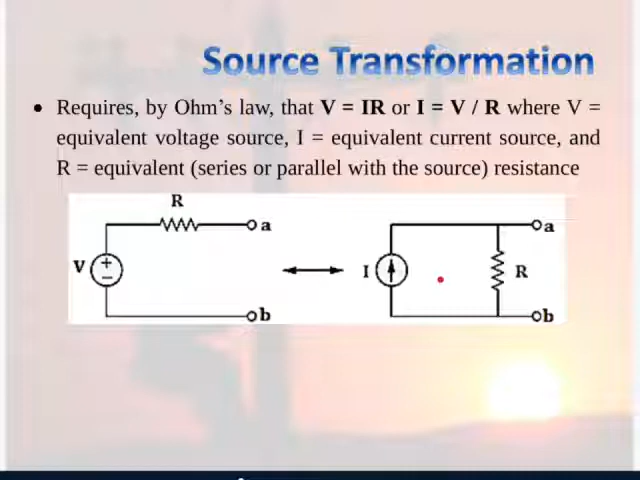 Source Transformation
• Requires, by Ohm's law, that V = IR or I = V / R where V =
equivalent voltage source, I = equivalent current source, and
R = equivalent (series or parallel with the source) resistance
R
a
V
+
−
b
I
a
R
b